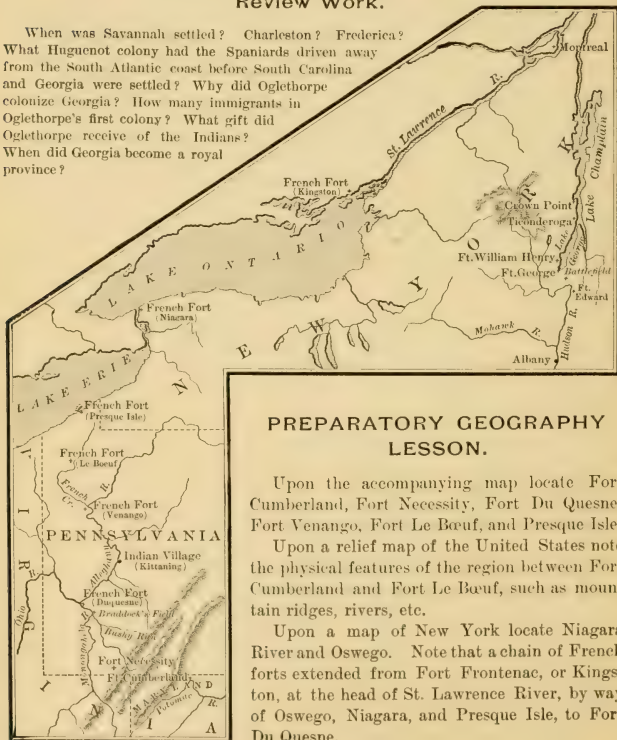 Review Work.
When was Savannah settled? Charleston? Frederica?
What Huguenot colony had the Spaniards driven away
from the South Atlantic coast before South Carolina
and Georgia were settled? Why did Oglethorpe
colonize Georgia? How many immigrants in
Oglethorpe's first colony? What gift did
Oglethorpe receive of the Indians?
When did Georgia become a royal
province?
Montreal
St. Lawrence R.
Lake Champlain
French Fort
(Kingston)
Crown Point
Ticonderoga
LAKE ONTARIO
Ft. William Henry
Lake George
Ft. George
Battlefield
Ft.
Edward
French Fort
(Niagara)
NEW YORK
Mohawk R.
Hudson R.
Albany
LAKE ERIE
French Fort
(Presque Isle)
French Fort
(Le Bœuf)
French Cr.
R.
French Fort
(Venango)
PENNSYLVANIA
Allegheny
Indian Village
(Kittaning)
Ohio R.
French Fort
(Duquesne)
Braddock's Field
Monongahela R.
Fort Necessity
Ft. Cumberland
MARYLAND
Potomac R.
VIRGINIA
PREPARATORY GEOGRAPHY
LESSON.
Upon the accompanying map locate For
Cumberland, Fort Necessity, Fort Du Quesne
Fort Venango, Fort Le Bœuf, and Presque Isle
Upon a relief map of the United States note
the physical features of the region between For
Cumberland and Fort Le Bœuf, such as moun
tain ridges, rivers, etc.
Upon a map of New York locate Niagara
River and Oswego. Note that a chain of French
forts extended from Fort Frontenac, or Kings
ton, at the head of St. Lawrence River, by way
of Oswego, Niagara, and Presque Isle, to For
Du Quesne